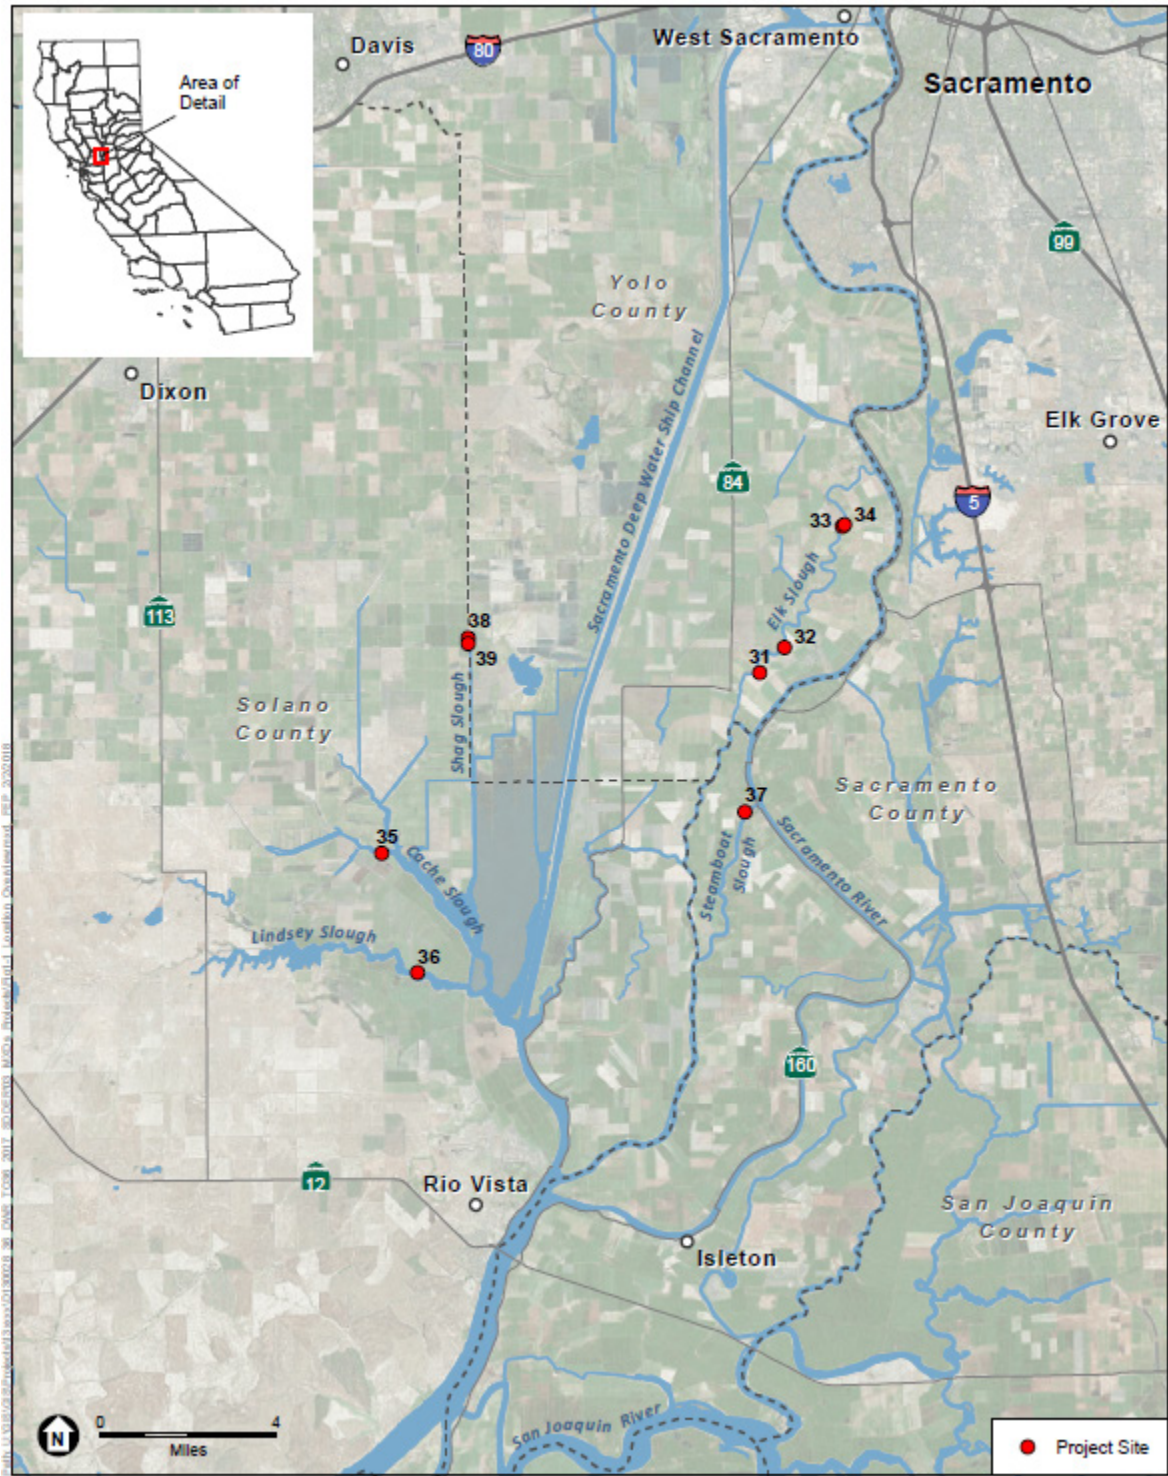 Area of
Detail
Davis
80
West Sacramento
Sacramento
99
Yolo
County
Dixon
Sacramento Deep Water Ship Channel
Elk Grove
84
5
33
34
Elk Slough
113
38
39
32
31
Shag Slough
Solano
County
Sacramento
County
37
35
Cache Slough
Steamboat
Slough
Sacramento River
Lindsey Slough
36
160
12
Rio Vista
San Joaquin
County
Isleton
San Joaquin River
N
0
4
Miles
Project Site